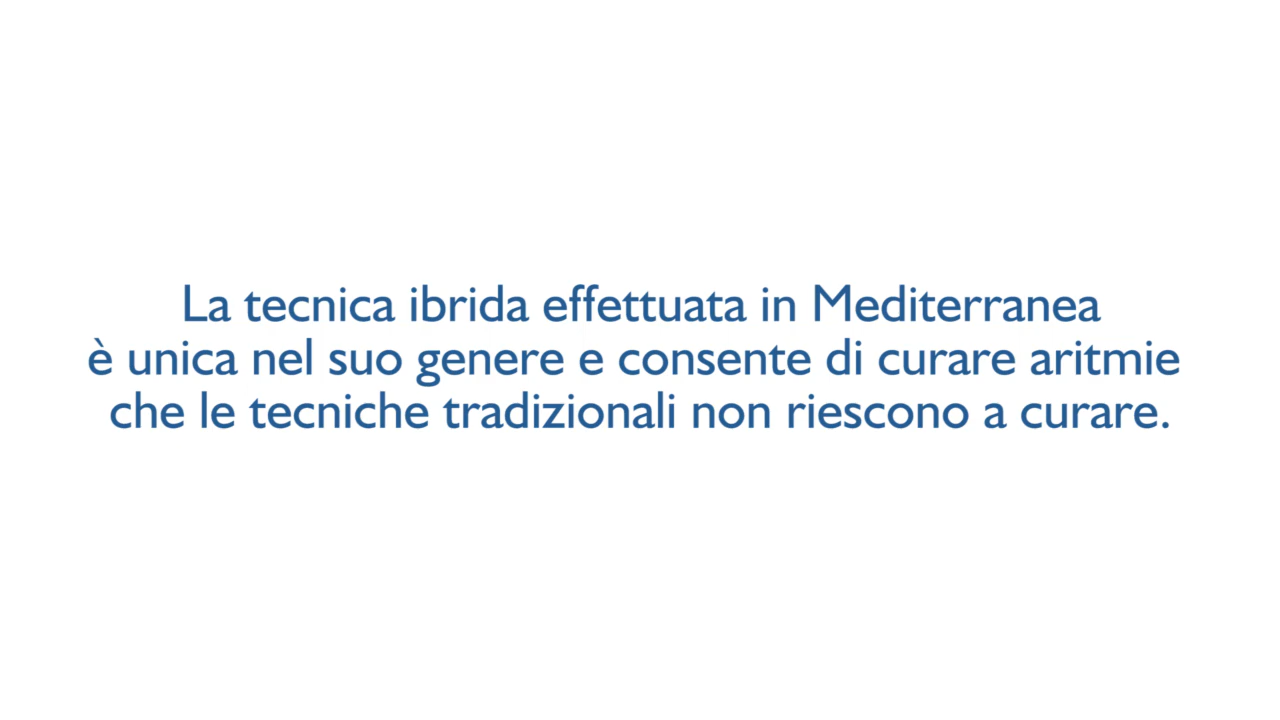 La tecnica ibrida effettuata in Mediterranea
è unica nel suo genere e consente di curare aritmie
che le tecniche tradizionali non riescono a curare.